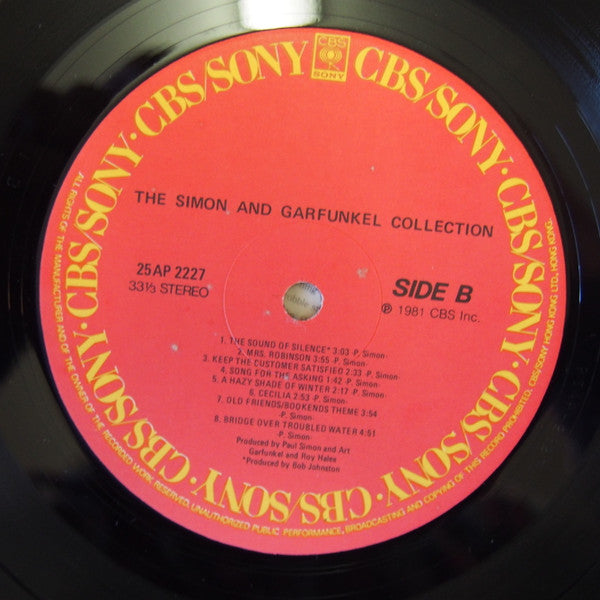 CBS/SONY · CBS/SONY · CBS/SONY · CBS/SONY · CBS/SONY · CBS/SONY · CBS/SONY · CBS/SONY
CBS
SONY
THE SIMON AND GARFUNKEL COLLECTION
25AP 2227
33⅓ STEREO
SIDE B
℗ 1981 CBS Inc.
1. THE SOUND OF SILENCE* 3:03 -P. Simon-
2. MRS. ROBINSON 3:55 -P. Simon-
3. KEEP THE CUSTOMER SATISFIED 2:33 -P. Simon-
4. SONG FOR THE ASKING 1:42 -P. Simon-
5. A HAZY SHADE OF WINTER 2:17 -P. Simon-
6. CECILIA 2:53 -P. Simon-
7. OLD FRIENDS/BOOKENDS THEME 3:54
-P. Simon-
8. BRIDGE OVER TROUBLED WATER 4:51
-P. Simon-
Produced by Paul Simon and Art
Garfunkel and Roy Halee
*Produced by Bob Johnston
ALL RIGHTS OF THE MANUFACTURER AND OF THE OWNER OF THE RECORDED WORK RESERVED. UNAUTHORIZED PUBLIC PERFORMANCE, BROADCASTING AND COPYING OF THIS RECORD PROHIBITED. CBS/SONY HONG KONG LTD. HONG KONG.